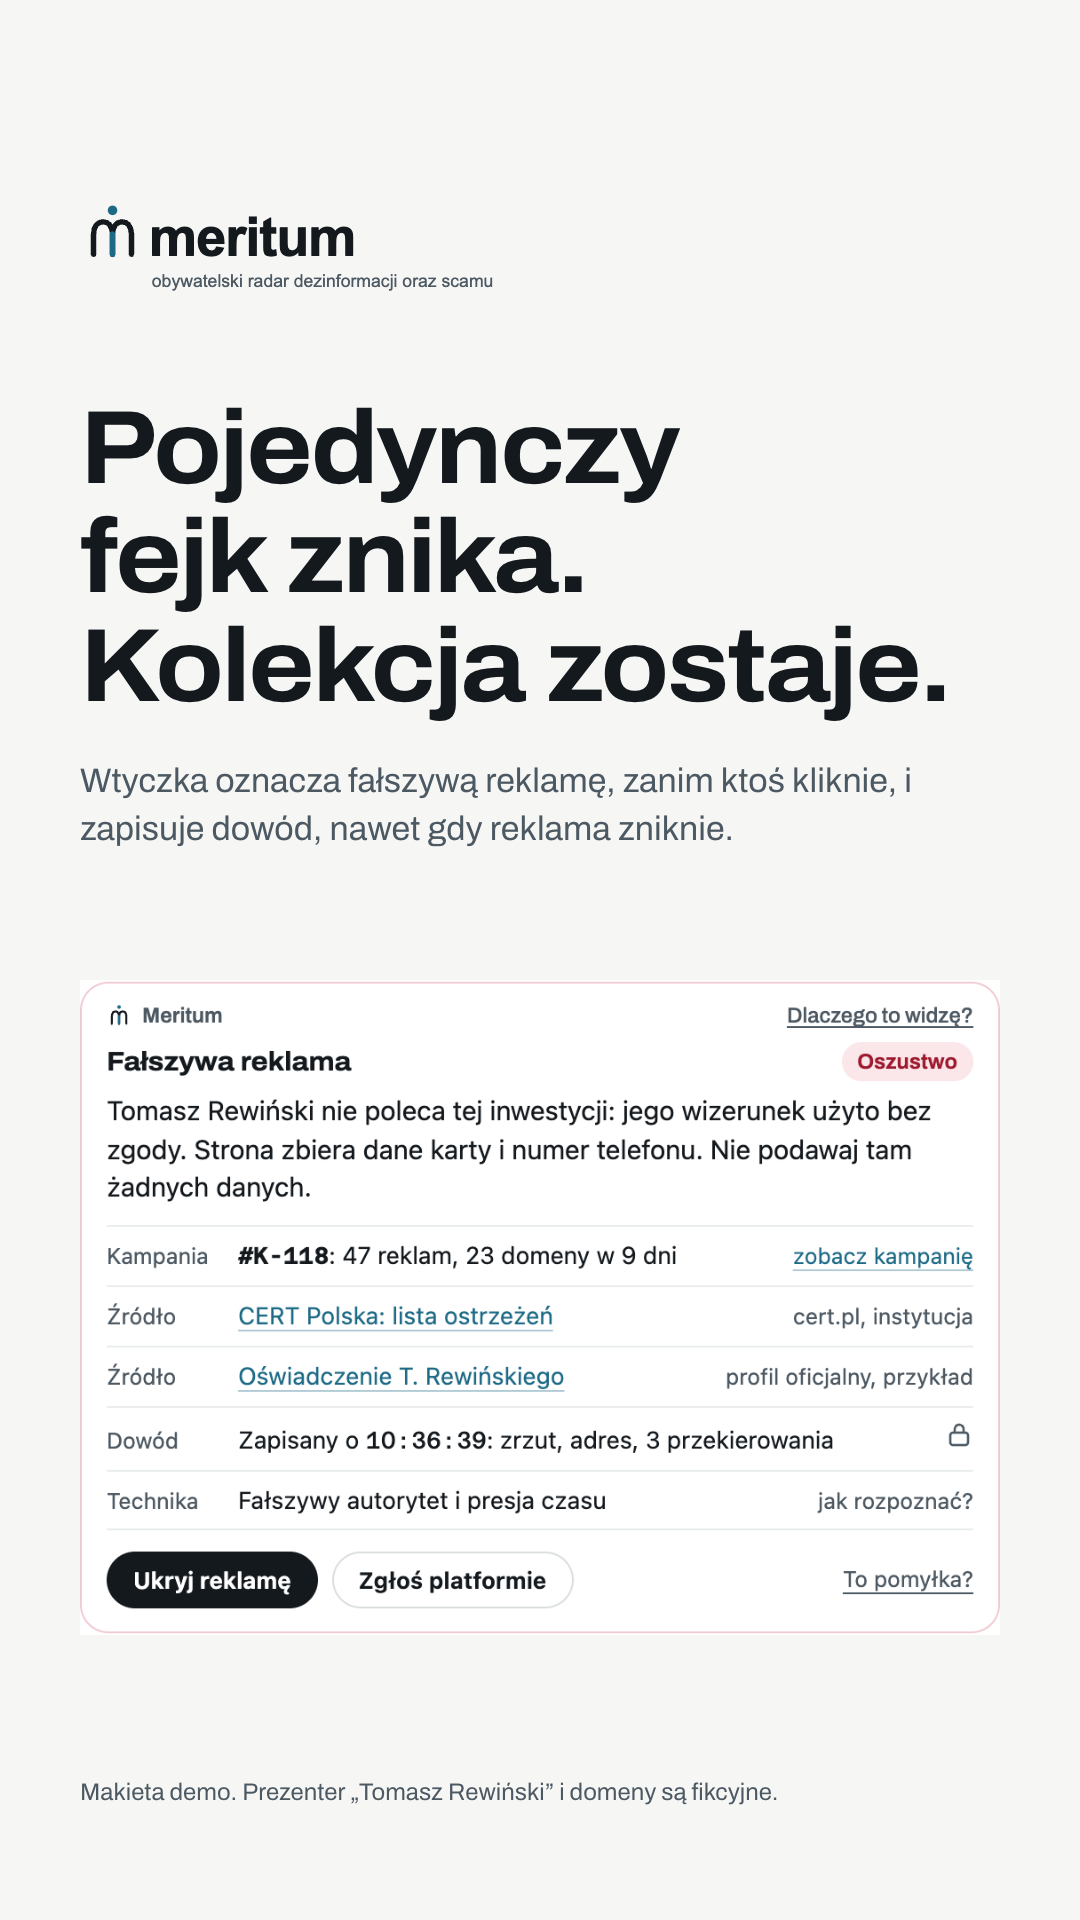 meritum
obywatelski radar dezinformacji oraz scamu
Pojedynczy
fejk znika.
Kolekcja zostaje.
Wtyczka oznacza fałszywą reklamę, zanim ktoś kliknie, i
zapisuje dowód, nawet gdy reklama zniknie.
Meritum Dlaczego to widzę?
Fałszywa reklama Oszustwo
Tomasz Rewiński nie poleca tej inwestycji: jego wizerunek użyto bez
zgody. Strona zbiera dane karty i numer telefonu. Nie podawaj tam
żadnych danych.
Kampania #K-118: 47 reklam, 23 domeny w 9 dni zobacz kampanię
Źródło CERT Polska: lista ostrzeżeń cert.pl, instytucja
Źródło Oświadczenie T. Rewińskiego profil oficjalny, przykład
Dowód Zapisany o 10:36:39: zrzut, adres, 3 przekierowania
Technika Fałszywy autorytet i presja czasu jak rozpoznać?
Ukryj reklamę Zgłoś platformie To pomyłka?
Makieta demo. Prezenter „Tomasz Rewiński” i domeny są fikcyjne.